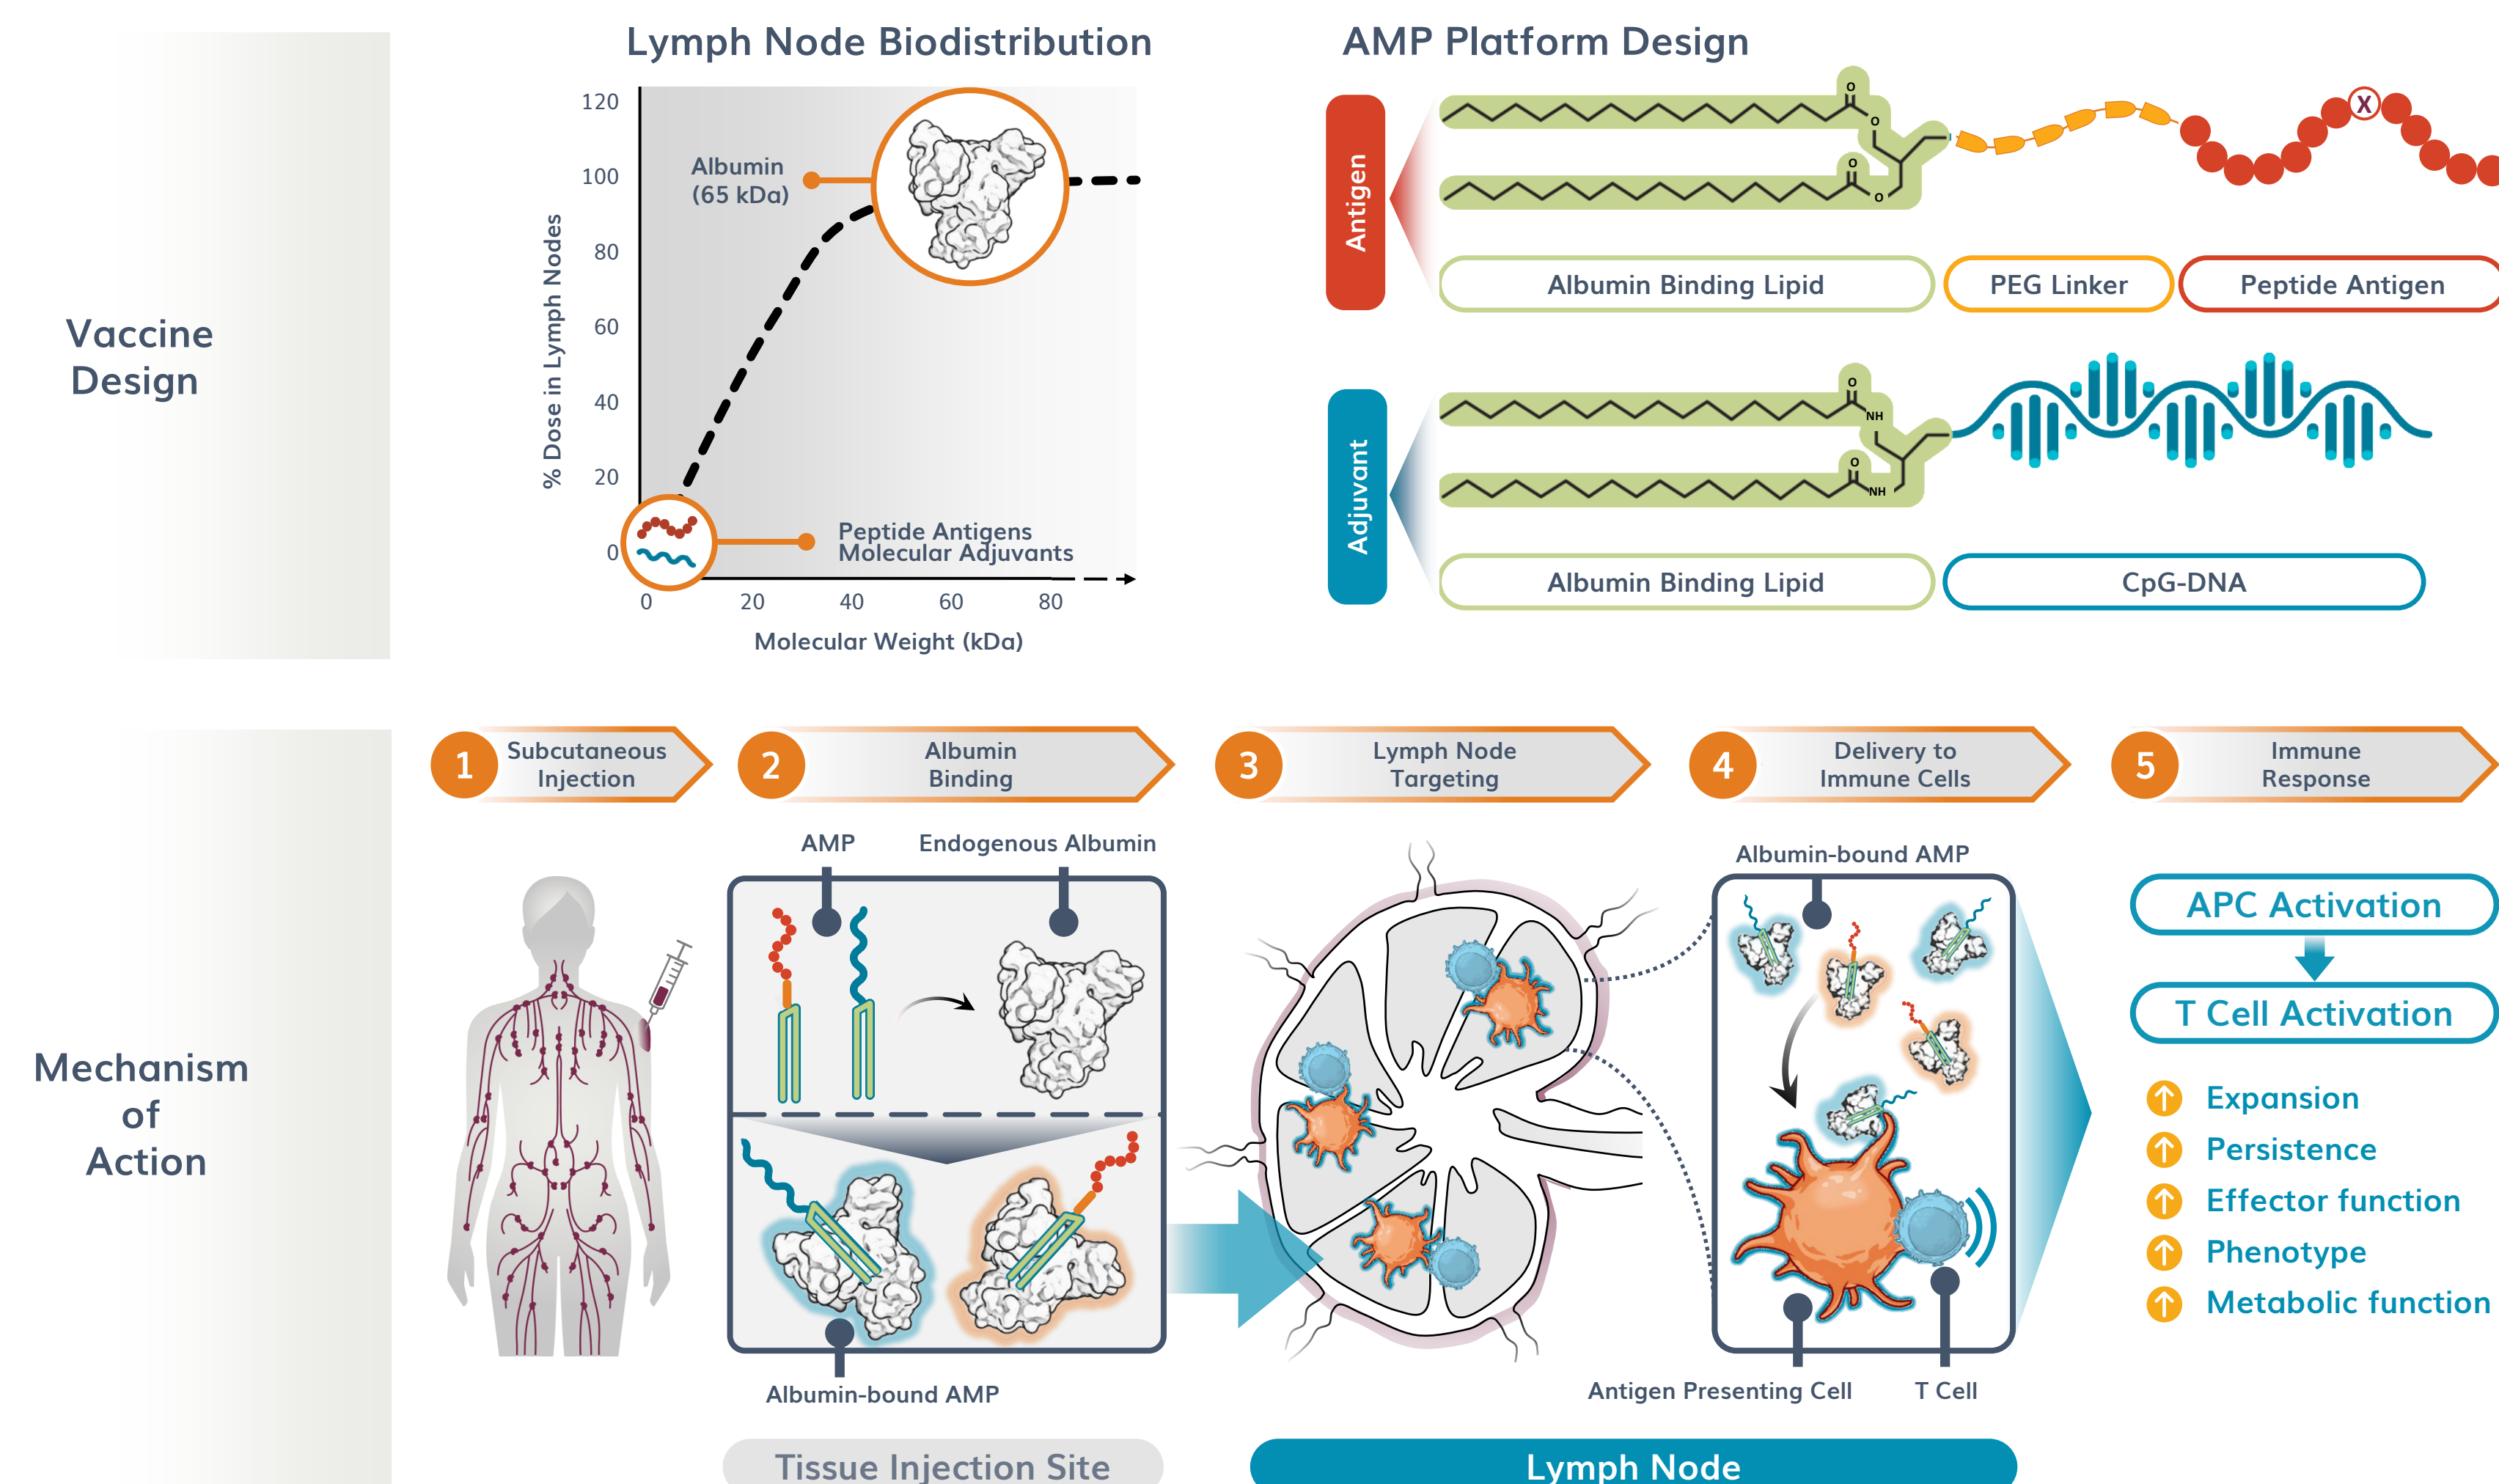 Vaccine
Design
Lymph Node Biodistribution
% Dose in Lymph Nodes
120
100
80
60
40
20
0
Albumin
(65 kDa)
Peptide Antigens
Molecular Adjuvants
0
20
40
60
80
Molecular Weight (kDa)
AMP Platform Design
Antigen
O
O
O
O
X
Albumin Binding Lipid
PEG Linker
Peptide Antigen
Adjuvant
O
NH
O
NH
Albumin Binding Lipid
CpG-DNA
Mechanism
of
Action
1
Subcutaneous
Injection
2
Albumin
Binding
3
Lymph Node
Targeting
4
Delivery to
Immune Cells
5
Immune
Response
AMP
Endogenous Albumin
Albumin-bound AMP
Albumin-bound AMP
Antigen Presenting Cell
T Cell
APC Activation
T Cell Activation
Expansion
Persistence
Effector function
Phenotype
Metabolic function
Tissue Injection Site
Lymph Node